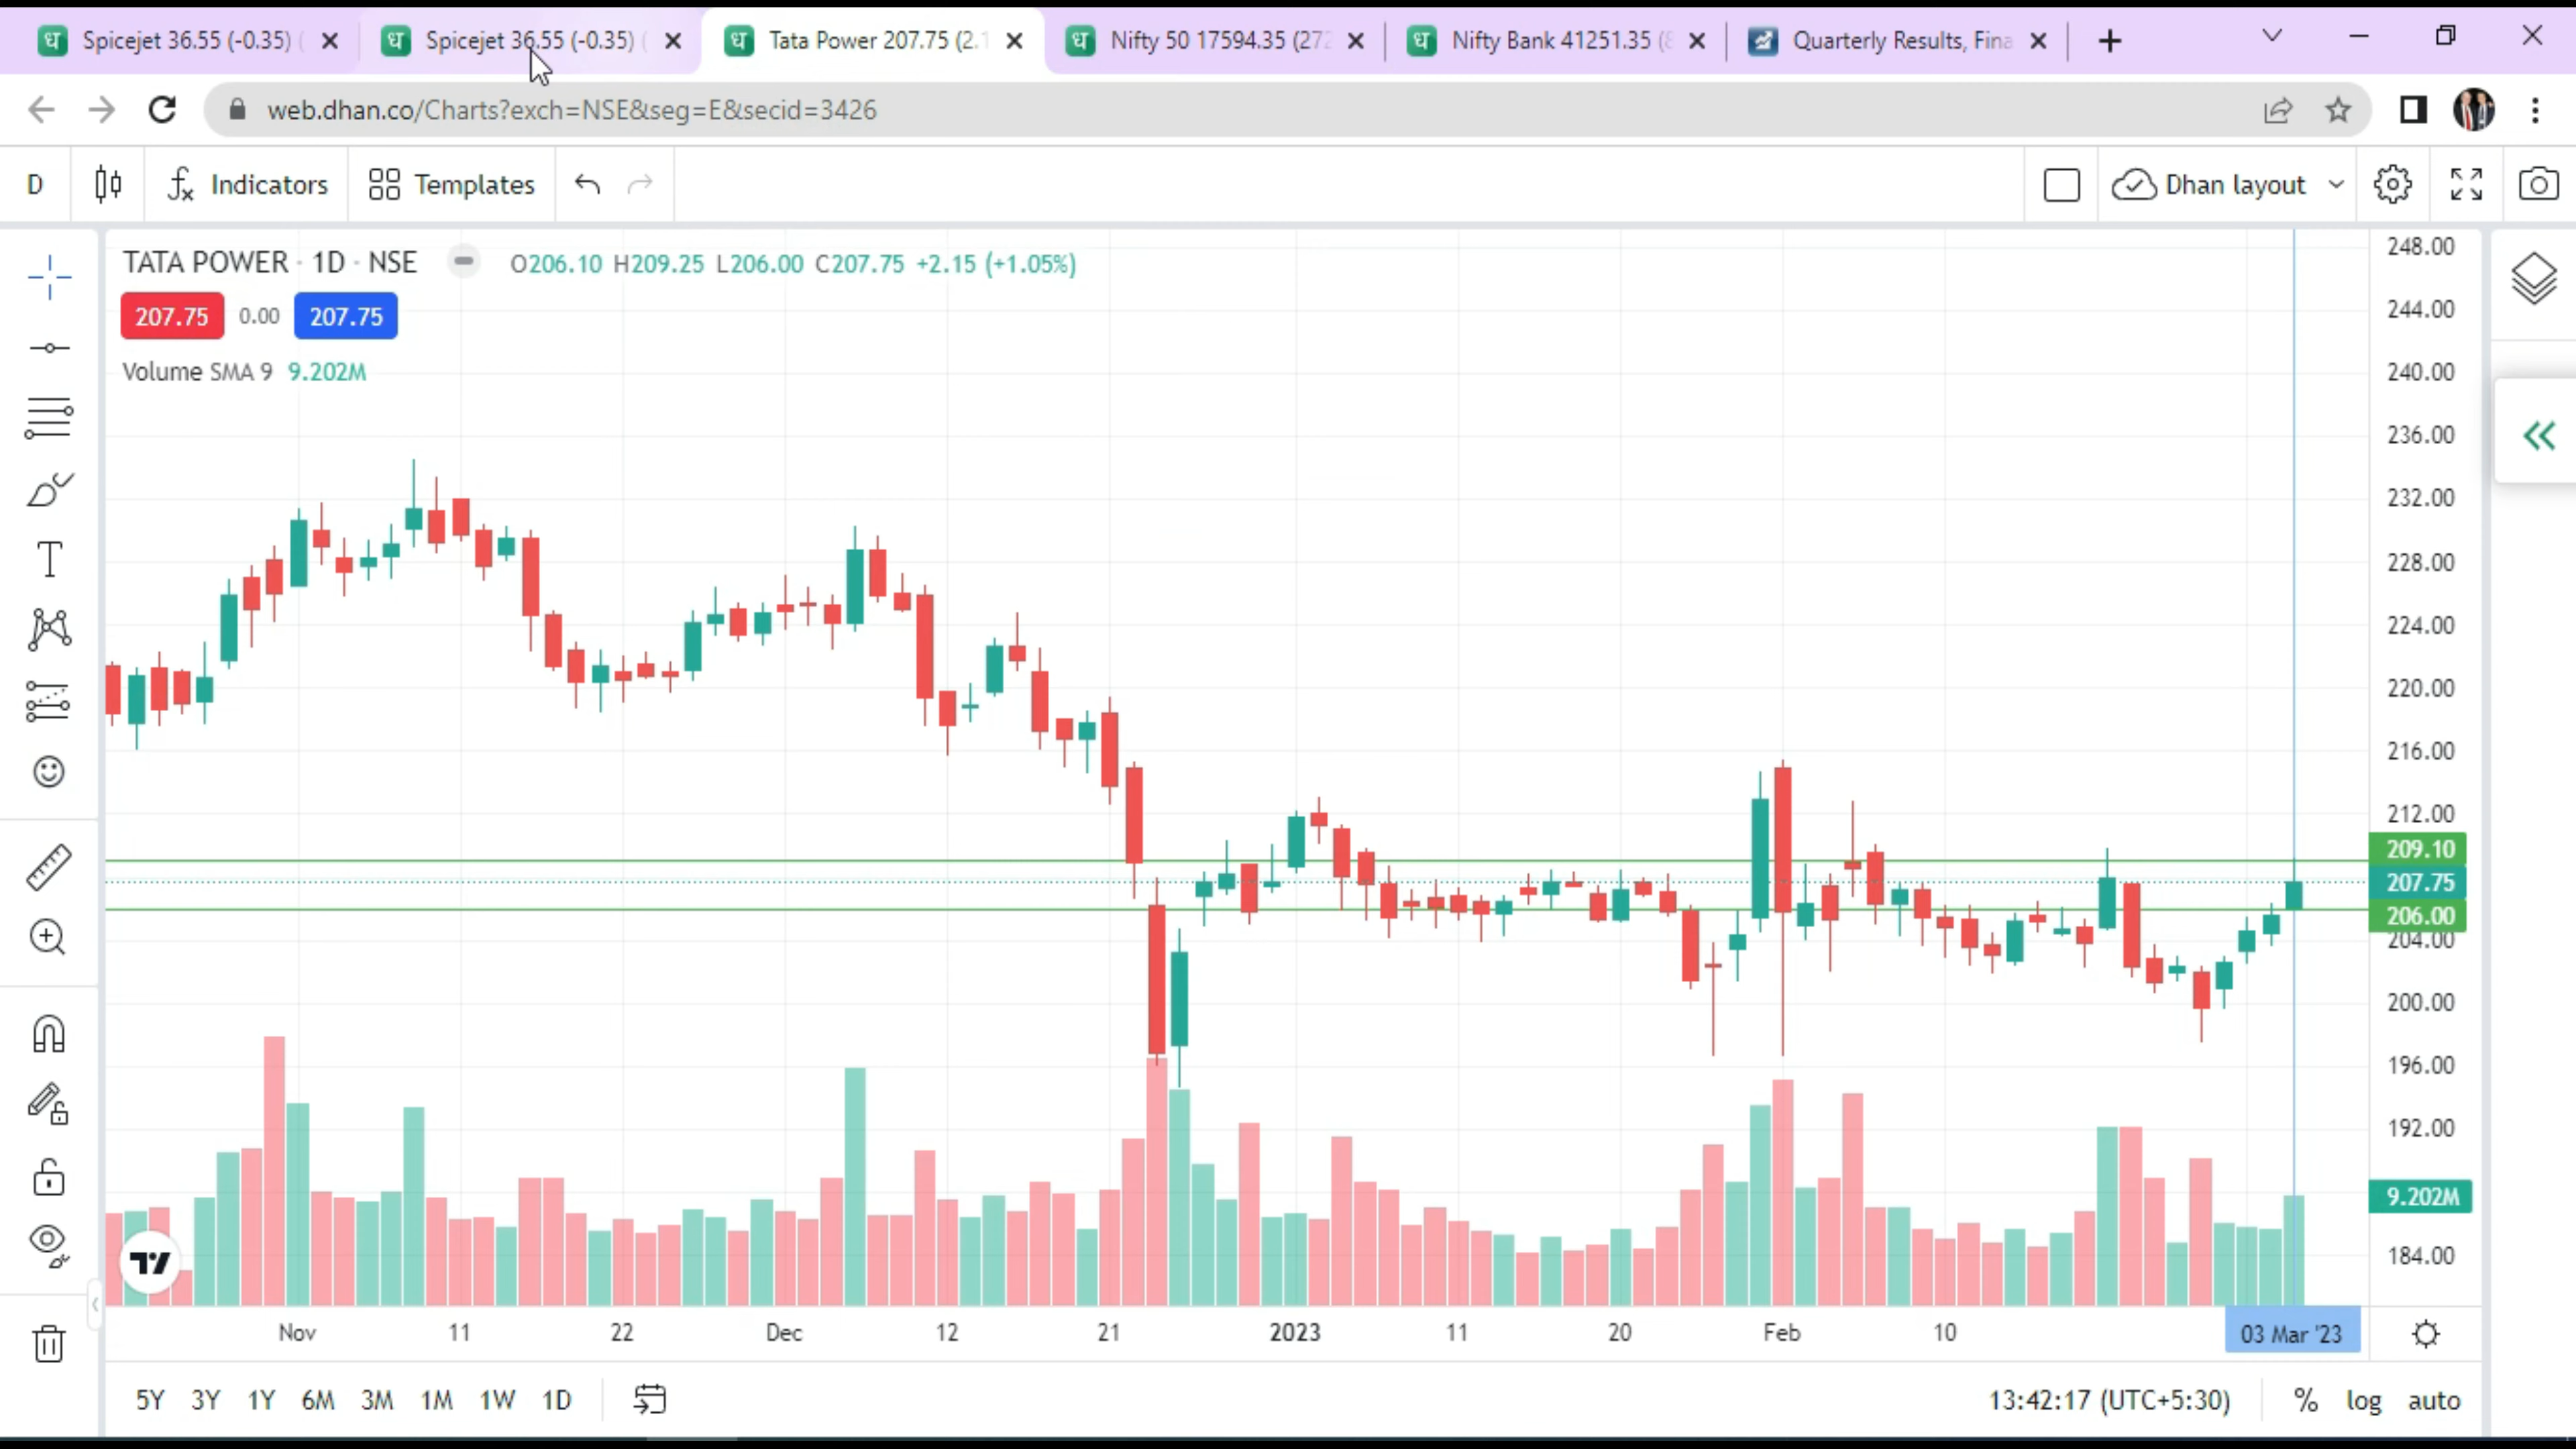 Spicejet 36.55 (-0.35) (
Spicejet 36.55 (-0.35) (
Tata Power 207.75 (2.1
Nifty 50 17594.35 (272
Nifty Bank 41251.35 (8
Quarterly Results, Fina
web.dhan.co/Charts?exch=NSE&seg=E&secid=3426
D
Indicators
Templates
Dhan layout
TATA POWER · 1D · NSE
O206.10 H209.25 L206.00 C207.75 +2.15 (+1.05%)
207.75 0.00 207.75
Volume SMA 9 9.202M
248.00
244.00
240.00
236.00
232.00
228.00
224.00
220.00
216.00
212.00
209.10
207.75
206.00
204.00
200.00
196.00
192.00
9.202M
184.00
Nov 11 22 Dec 12 21 2023 11 20 Feb 10 03 Mar '23
5Y 3Y 1Y 6M 3M 1M 1W 1D
13:42:17 (UTC+5:30) % log auto